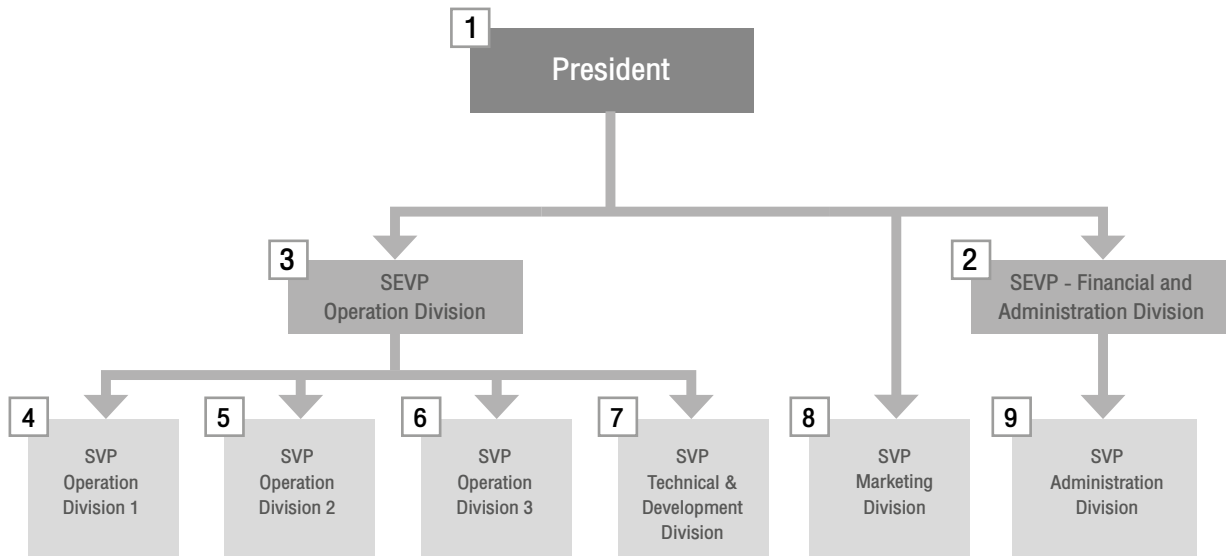 1
President
3
SEVP
Operation Division
2
SEVP - Financial and
Administration Division
4
SVP
Operation
Division 1
5
SVP
Operation
Division 2
6
SVP
Operation
Division 3
7
SVP
Technical &
Development
Division
8
SVP
Marketing
Division
9
SVP
Administration
Division